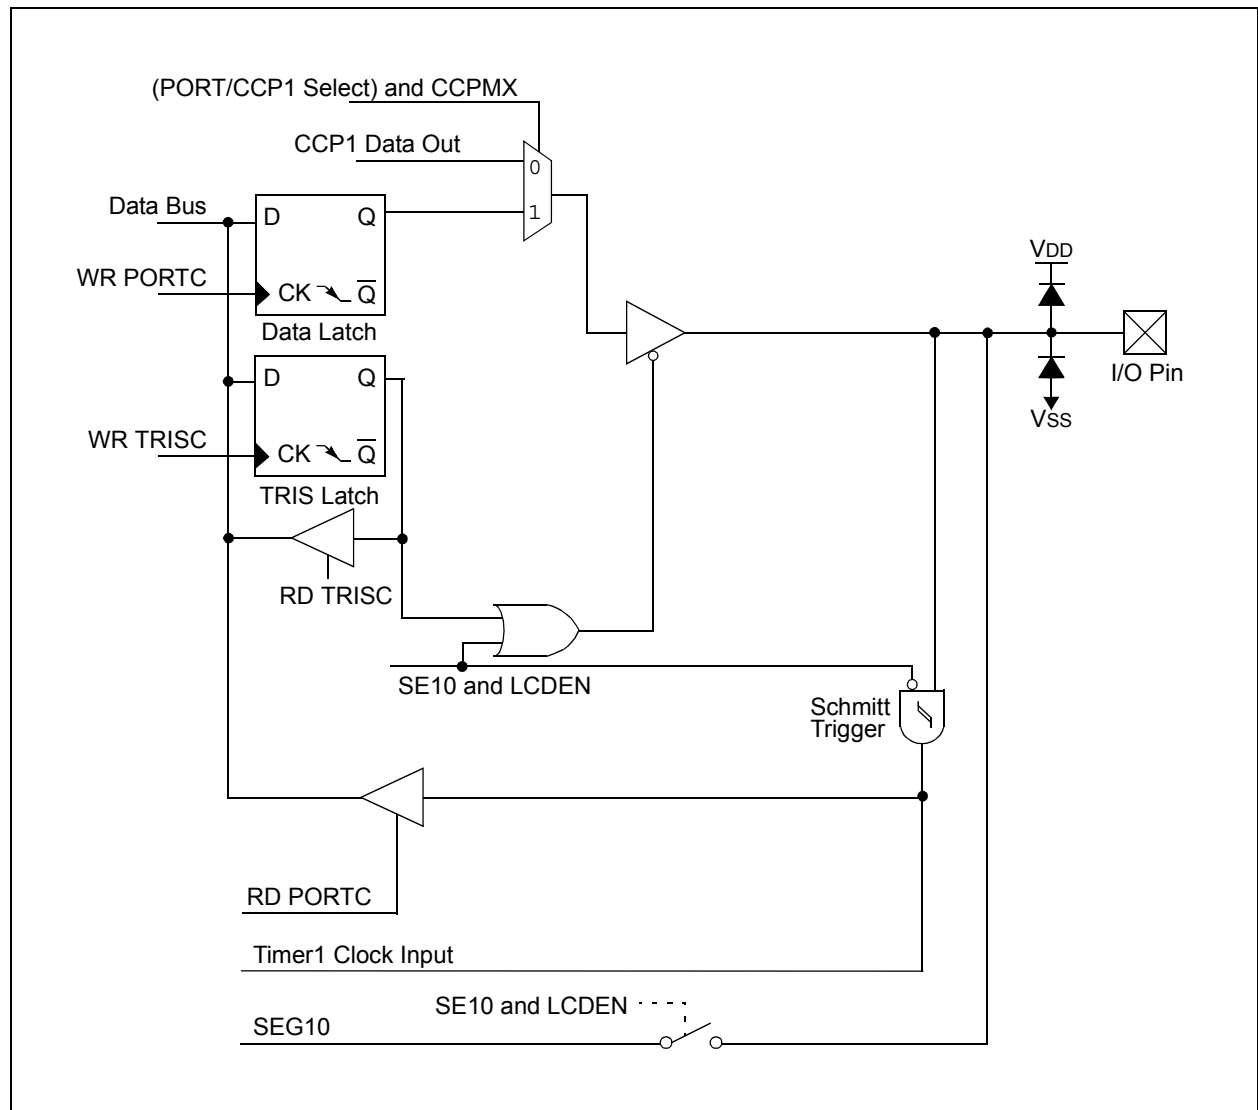 (PORT/CCP1 Select) and CCPMX
CCP1 Data Out
0
Data Bus
D
Q
1
WR PORTC
CK
Q̅
Data Latch
VDD
I/O Pin
VSS
D
Q
WR TRISC
CK
Q̅
TRIS Latch
RD TRISC
SE10 and LCDEN
Schmitt
Trigger
RD PORTC
Timer1 Clock Input
SE10 and LCDEN
SEG10